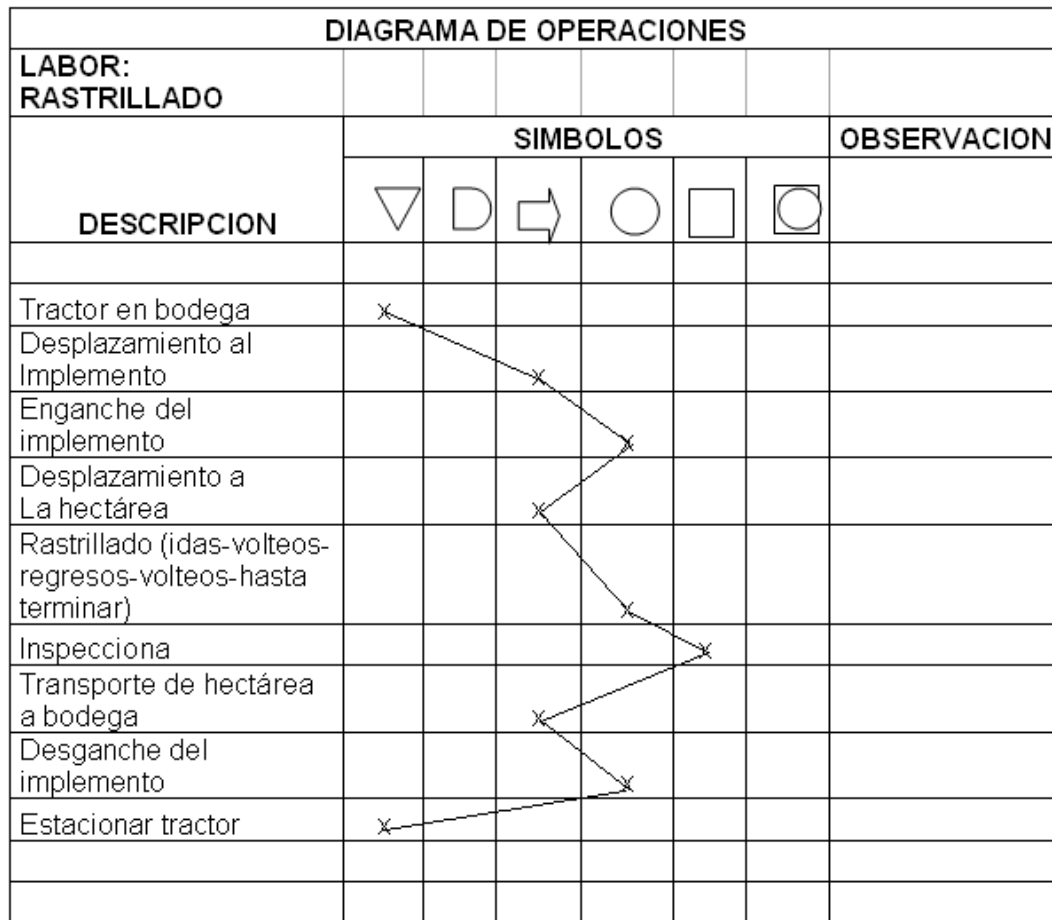 DIAGRAMA DE OPERACIONES
LABOR:
RASTRILLADO
SIMBOLOS
OBSERVACION
DESCRIPCION
Tractor en bodega
X
Desplazamiento al
Implemento
X
Enganche del
implemento
X
Desplazamiento a
La hectárea
X
Rastrillado (idas-volteos-
regresos-volteos-hasta
terminar)
X
Inspecciona
X
Transporte de hectárea
a bodega
X
Desganche del
implemento
X
Estacionar tractor
X